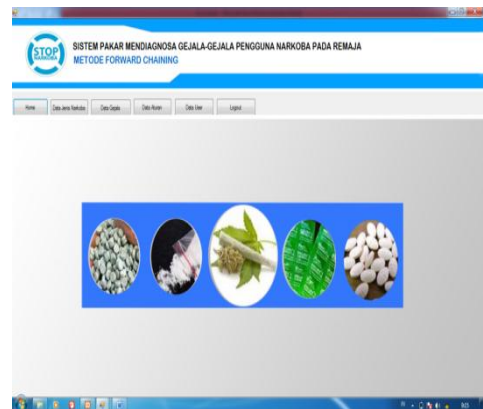 STOP
NARKOBA
SISTEM PAKAR MENDIAGNOSA GEJALA-GEJALA PENGGUNA NARKOBA PADA REMAJA
METODE FORWARD CHAINING
Home
Data Jenis Narkoba
Data Gejala
Data Aturan
Data User
Logout